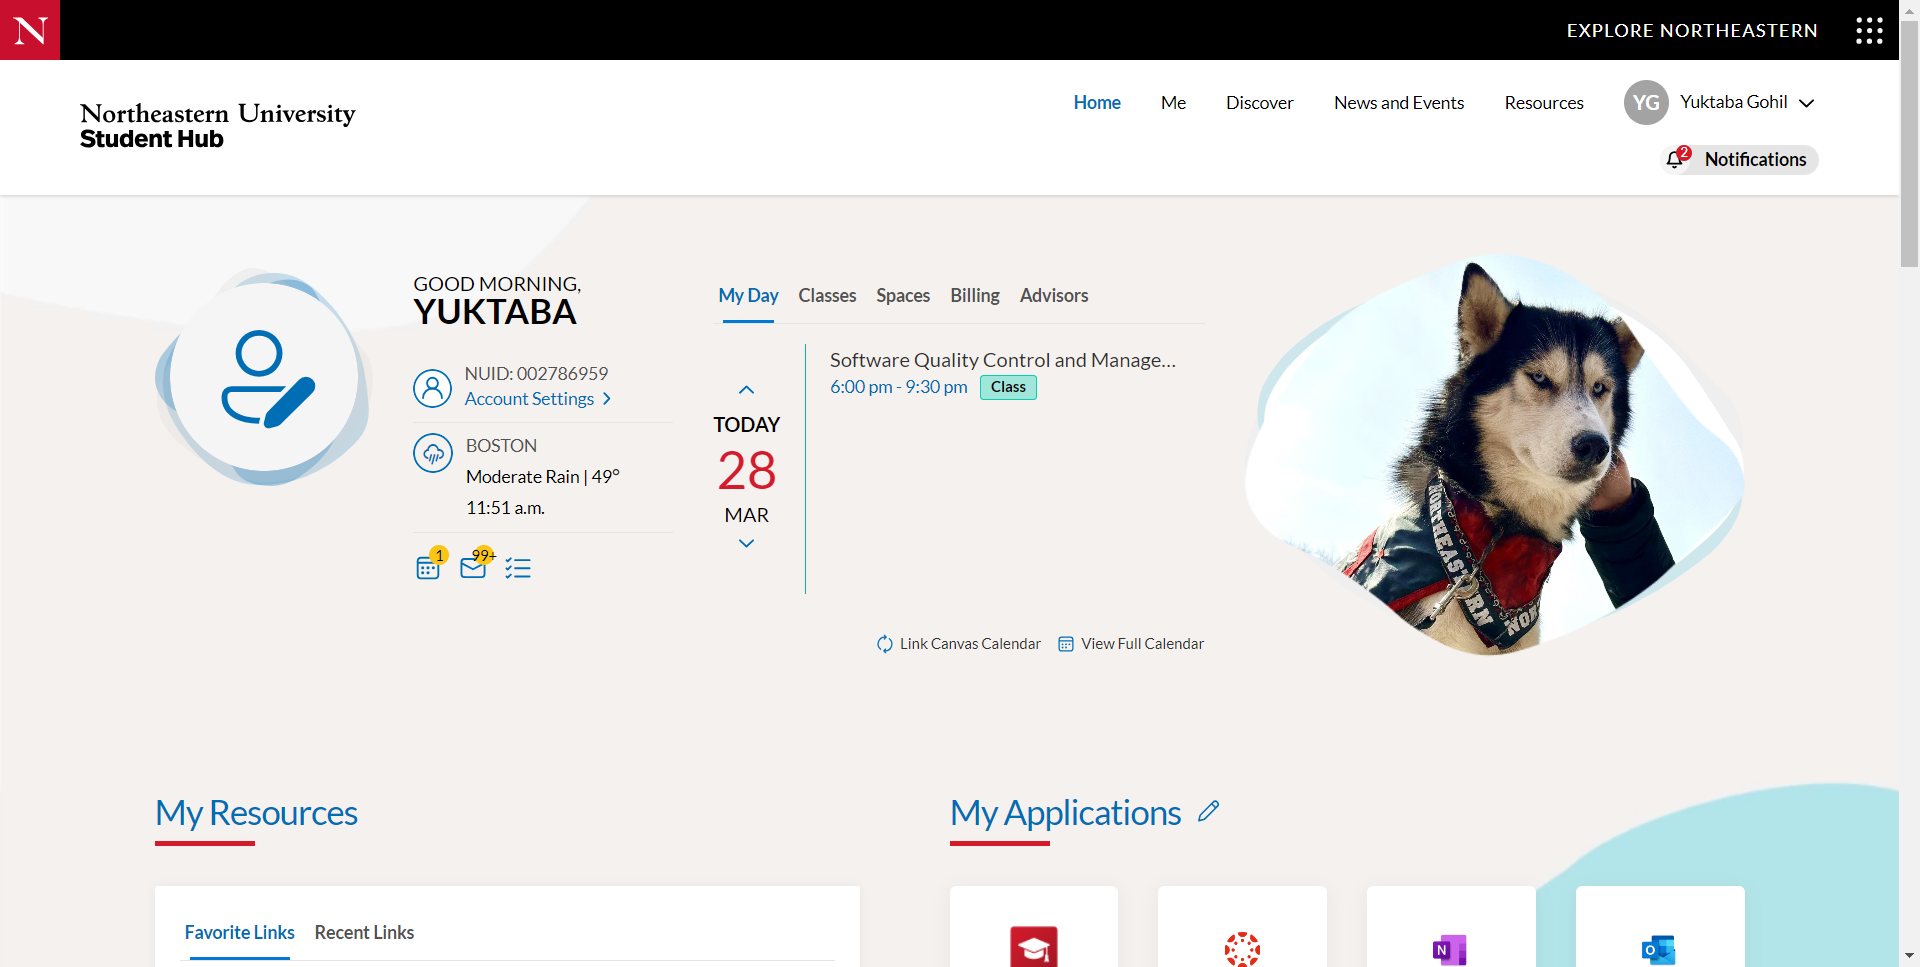 N
EXPLORE NORTHEASTERN
Northeastern University
Student Hub
Home Me Discover News and Events Resources YG Yuktaba Gohil
2 Notifications
GOOD MORNING,
YUKTABA
NUID: 002786959
Account Settings
BOSTON
Moderate Rain | 49°
11:51 a.m.
1 99+
My Day Classes Spaces Billing Advisors
TODAY
28
MAR
Software Quality Control and Manage...
6:00 pm - 9:30 pm Class
Link Canvas Calendar View Full Calendar
NORTHEASTERN
NOR
My Resources
Favorite Links Recent Links
My Applications
N
O